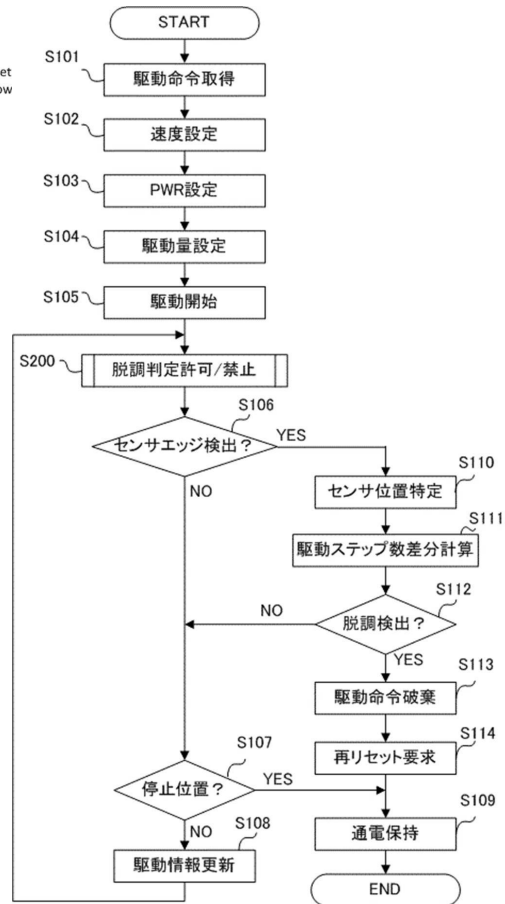 START
S101
et
駆動命令取得
ow
S102
速度設定
S103
PWR設定
S104
駆動量設定
S105
駆動開始
S200
脱調判定許可/禁止
S106
センサエッジ検出？
YES
NO
S110
センサ位置特定
S111
駆動ステップ数差分計算
S112
脱調検出？
NO
YES
S113
駆動命令破棄
S114
再リセット要求
S107
停止位置？
YES
NO
S108
駆動情報更新
S109
通電保持
END